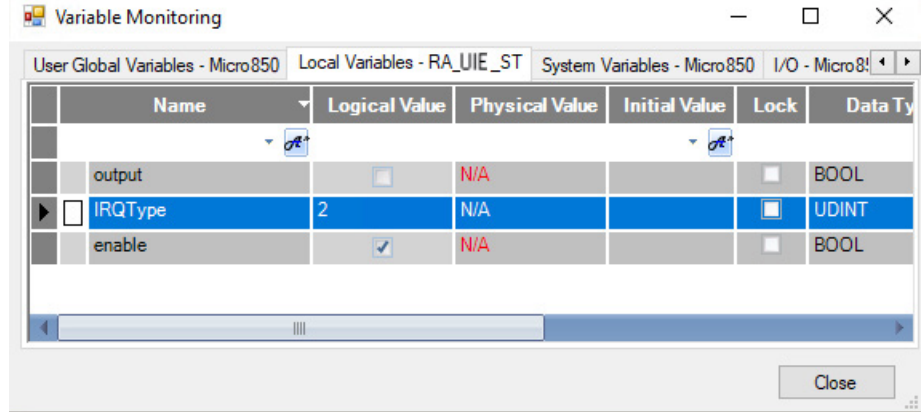 Variable Monitoring
User Global Variables - Micro850 Local Variables - RA_UIE_ST System Variables - Micro850 I/O - Micro8!
Name Logical Value Physical Value Initial Value Lock Data Ty
output N/A BOOL
IRQType 2 N/A UDINT
enable N/A BOOL
Close